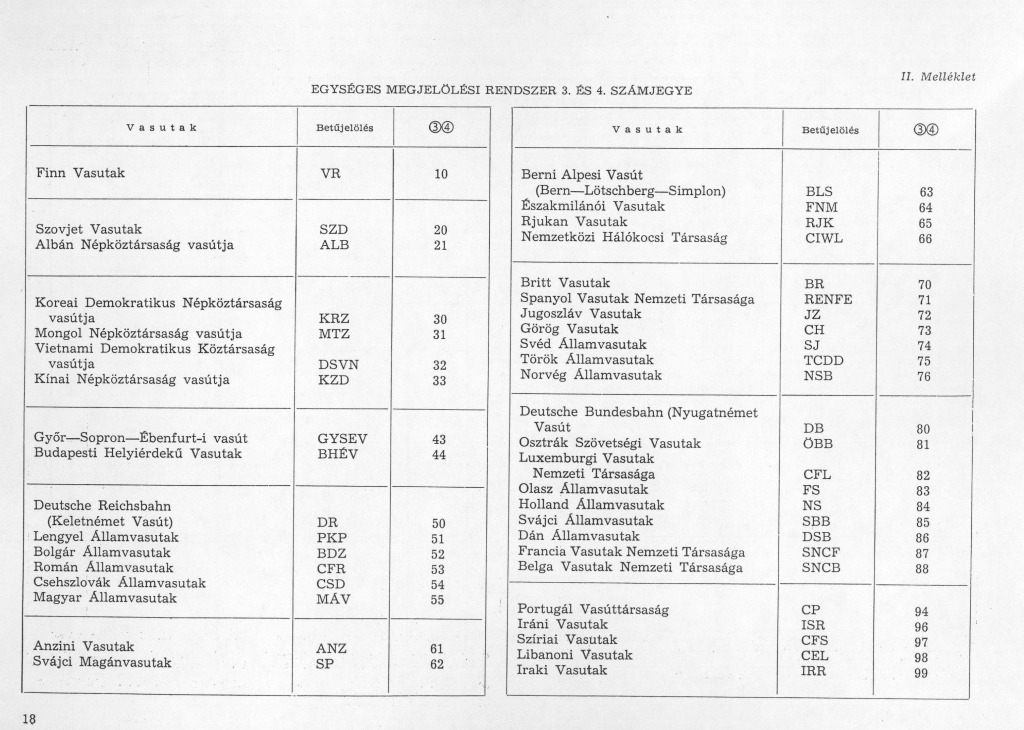 II. Melléklet
EGYSÉGES MEGJELÖLÉSI RENDSZER 3. ÉS 4. SZÁMJEGYE
Vasutak Betűjelölés ③④
Finn Vasutak VR 10
Szovjet Vasutak SZD 20
Albán Népköztársaság vasútja ALB 21
Koreai Demokratikus Népköztársaság
vasútja KRZ 30
Mongol Népköztársaság vasútja MTZ 31
Vietnami Demokratikus Köztársaság
vasútja DSVN 32
Kínai Népköztársaság vasútja KZD 33
Győr—Sopron—Ébenfurt-i vasút GYSEV 43
Budapesti Helyiérdekű Vasutak BHÉV 44
Deutsche Reichsbahn
(Keletnémet Vasút) DR 50
Lengyel Államvasutak PKP 51
Bolgár Államvasutak BDZ 52
Román Államvasutak CFR 53
Csehszlovák Államvasutak CSD 54
Magyar Államvasutak MÁV 55
Anzini Vasutak ANZ 61
Svájci Magánvasutak SP 62
Vasutak Betűjelölés ③④
Berni Alpesi Vasút
(Bern—Lötschberg—Simplon) BLS 63
Északmilánói Vasutak FNM 64
Rjukan Vasutak RJK 65
Nemzetközi Hálókocsi Társaság CIWL 66
Britt Vasutak BR 70
Spanyol Vasutak Nemzeti Társasága RENFE 71
Jugoszláv Vasutak JZ 72
Görög Vasutak CH 73
Svéd Államvasutak SJ 74
Török Államvasutak TCDD 75
Norvég Államvasutak NSB 76
Deutsche Bundesbahn (Nyugatnémet
Vasút DB 80
Osztrák Szövetségi Vasutak ÖBB 81
Luxemburgi Vasutak
Nemzeti Társasága CFL 82
Olasz Államvasutak FS 83
Holland Államvasutak NS 84
Svájci Államvasutak SBB 85
Dán Államvasutak DSB 86
Francia Vasutak Nemzeti Társasága SNCF 87
Belga Vasutak Nemzeti Társasága SNCB 88
Portugál Vasúttársaság CP 94
Iráni Vasutak ISR 96
Szíriai Vasutak CFS 97
Libanoni Vasutak CEL 98
Iraki Vasutak IRR 99
18